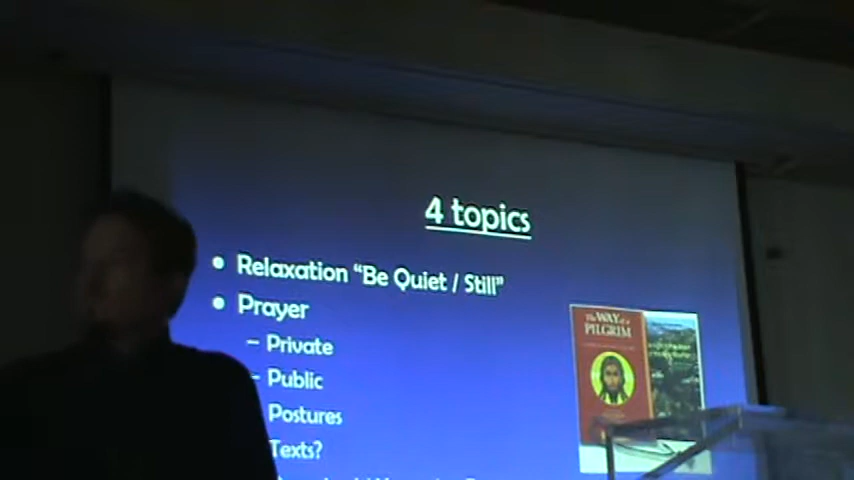 4 topics
• Relaxation “Be Quiet / Still”
• Prayer
– Private
– Public
Postures
Texts?
The WAY of a
PILGRIM